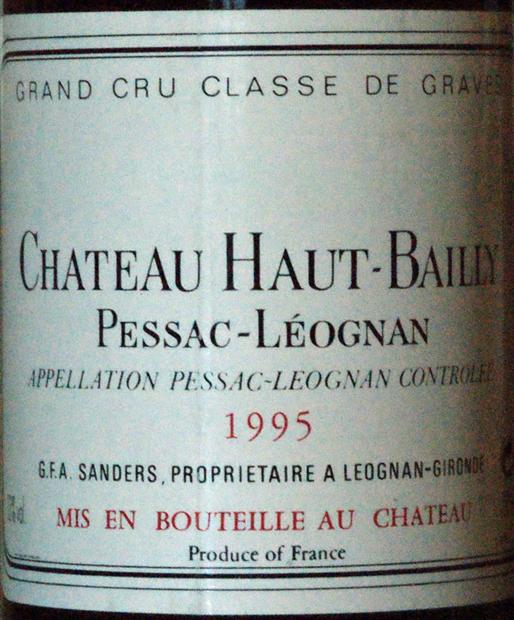 GRAND CRU CLASSE DE GRAVES
CHATEAU HAUT-BAILLY
PESSAC-LÉOGNAN
APPELLATION PESSAC-LEOGNAN CONTROLEE
1995
G.F.A. SANDERS, PROPRIETAIRE A LEOGNAN-GIRONDE
MIS EN BOUTEILLE AU CHATEAU
Produce of France